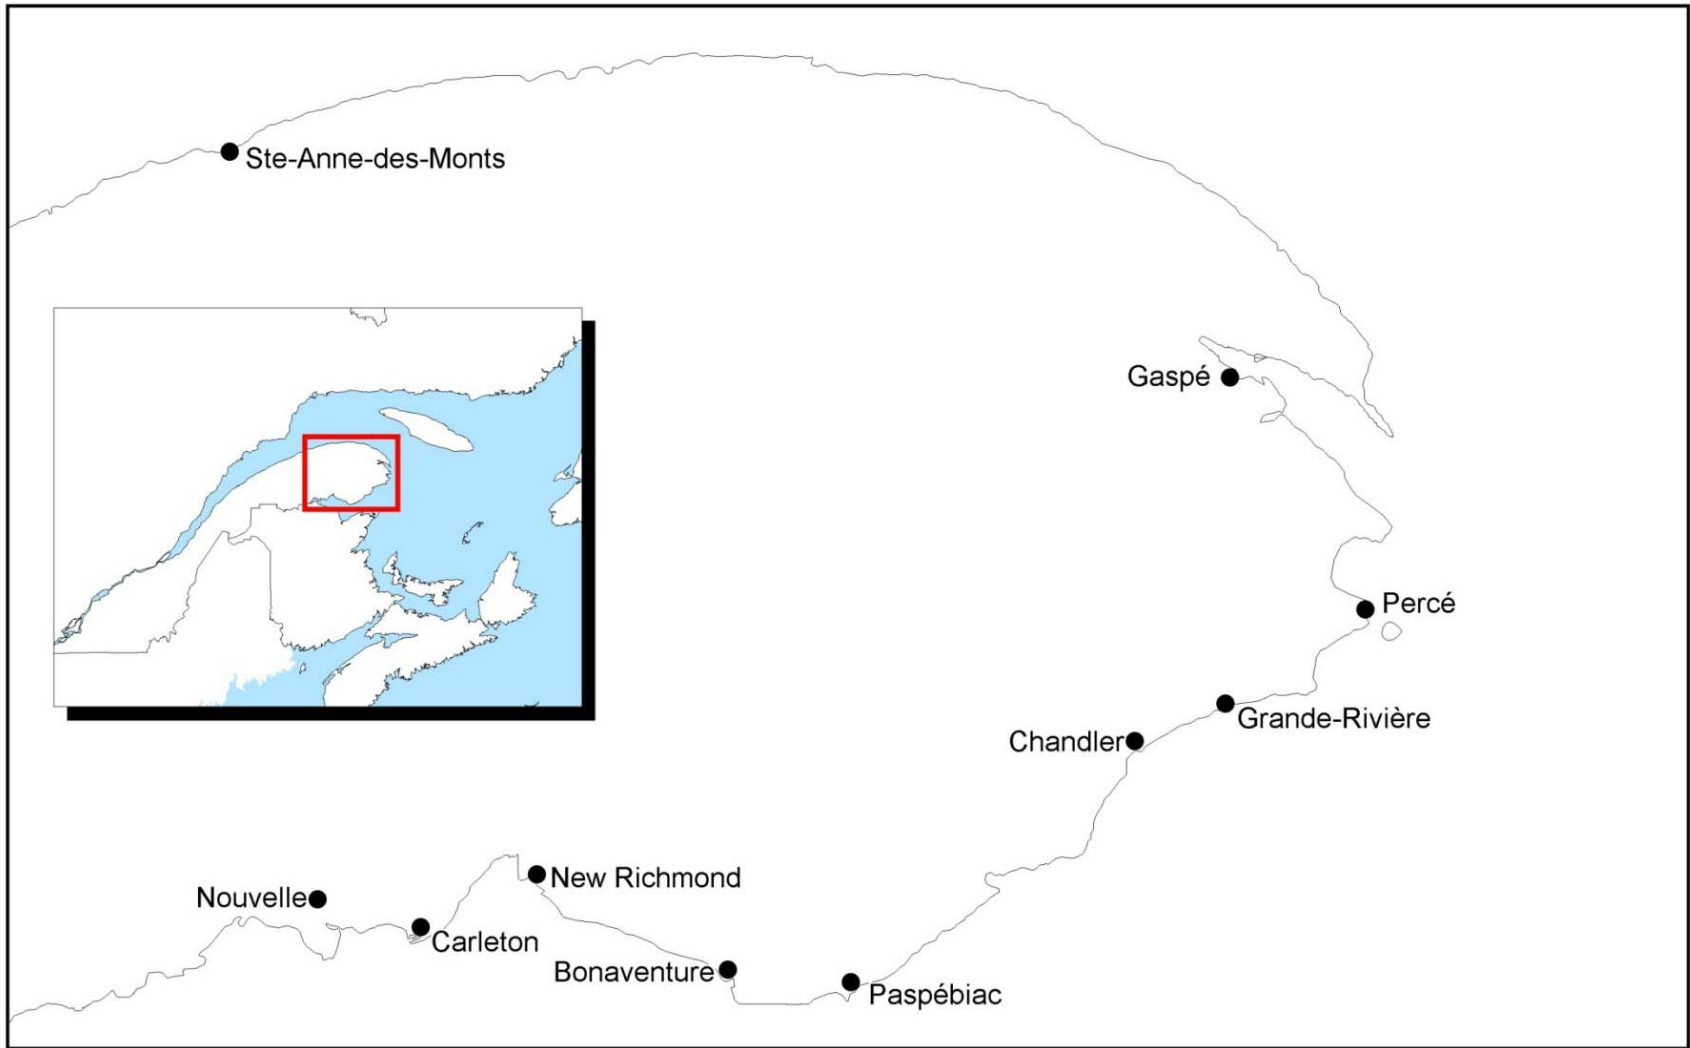 Ste-Anne-des-Monts
Gaspé
Percé
Grande-Rivière
Chandler
New Richmond
Nouvelle
Carleton
Bonaventure
Paspébiac